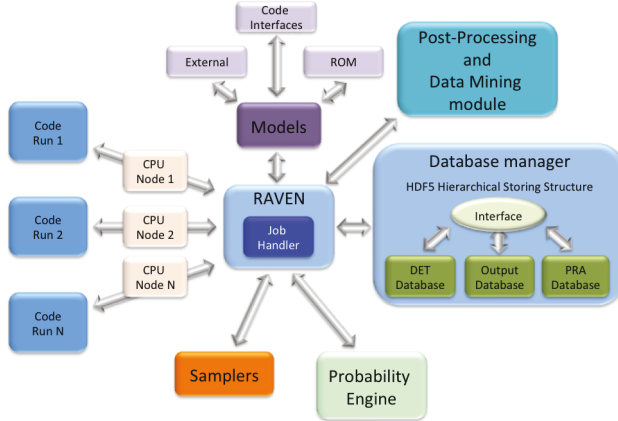 Code
Interfaces
External
ROM
Models
Post-Processing
and
Data Mining
module
Code
Run 1
CPU
Node 1
Code
Run 2
CPU
Node 2
Code
Run N
CPU
Node N
RAVEN
Job
Handler
Database manager
HDF5 Hierarchical Storing Structure
Interface
DET
Database
Output
Database
PRA
Database
Samplers
Probability
Engine